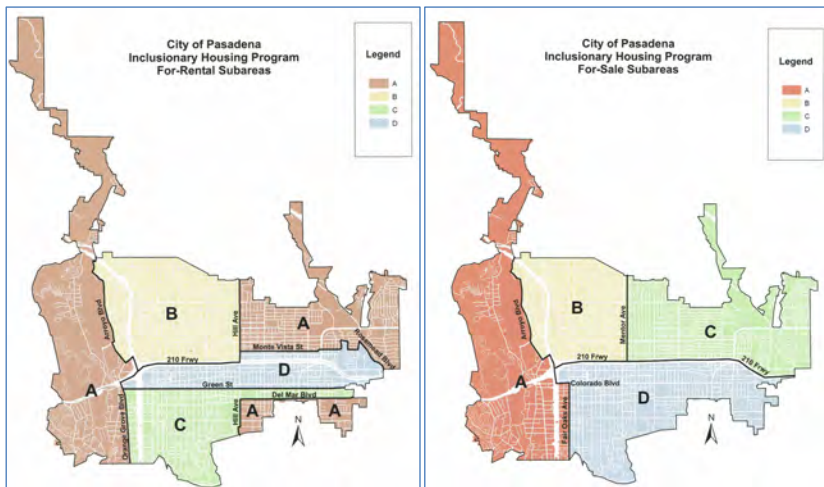 City of Pasadena
Inclusionary Housing Program
For-Rental Subareas
Legend
A
B
C
D
Arroyo Blvd
B
Hill Ave
A
Monte Vista St
Rosemead Blvd
210 Frwy
D
A
Green St
Del Mar Blvd
Orange Grove Blvd
C
Hill Ave
A
A
N
City of Pasadena
Inclusionary Housing Program
For-Sale Subareas
Legend
A
B
C
D
Arroyo Blvd
B
Mentor Ave
C
210 Frwy
210 Frwy
A
Colorado Blvd
D
Fair Oaks Ave
N